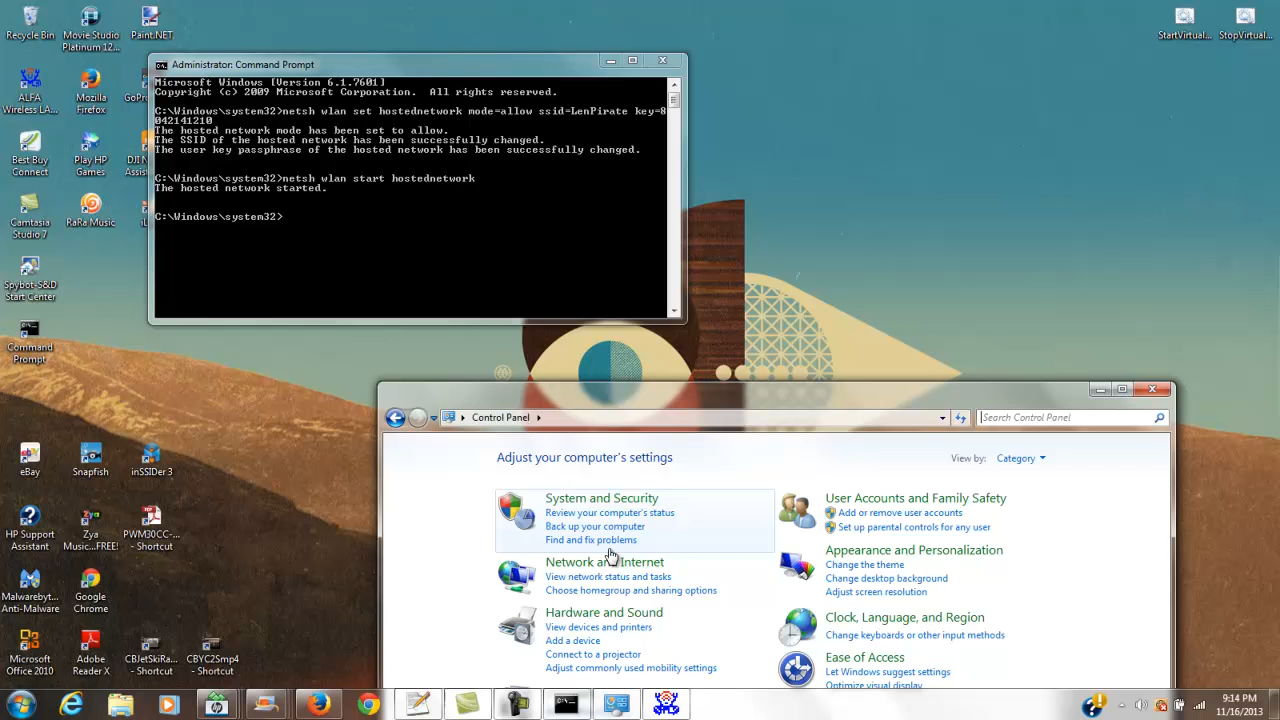 Recycle Bin
Movie Studio
Platinum 12...
Paint.NET
StartVirtual...
StopVirtual...
ALFA
Wireless LA...
Mozilla
Firefox
GoPr
Best Buy
Connect
Play HP
Games
DJI N
Assist
Camtasia
Studio 7
RaRa Music
Spybot-S&D
Start Center
Command
Prompt
eBay
Snapfish
inSSIDer 3
HP Support
Assistant
Zya
Music...FREE!
PWM30CC-...
- Shortcut
Malwarebyt...
Anti-Malware
Google
Chrome
Microsoft
Office 2010
Adobe
Reader
CBJetSkiRa...
- Shortcut
CBYC2Smp4
- Shortcut
Administrator: Command Prompt
Microsoft Windows [Version 6.1.7601]
Copyright (c) 2009 Microsoft Corporation.  All rights reserved.
C:\Windows\system32>netsh wlan set hostednetwork mode=allow ssid=LenPirate key=8
042141210
The hosted network mode has been set to allow.
The SSID of the hosted network has been successfully changed.
The user key passphrase of the hosted network has been successfully changed.
C:\Windows\system32>netsh wlan start hostednetwork
The hosted network started.
C:\Windows\system32>
Control Panel
Search Control Panel
Adjust your computer's settings
View by: Category
System and Security
Review your computer's status
Back up your computer
Find and fix problems
Network and Internet
View network status and tasks
Choose homegroup and sharing options
Hardware and Sound
View devices and printers
Add a device
Connect to a projector
Adjust commonly used mobility settings
User Accounts and Family Safety
Add or remove user accounts
Set up parental controls for any user
Appearance and Personalization
Change the theme
Change desktop background
Adjust screen resolution
Clock, Language, and Region
Change keyboards or other input methods
Ease of Access
Let Windows suggest settings
Optimize visual display
9:14 PM
11/16/2013